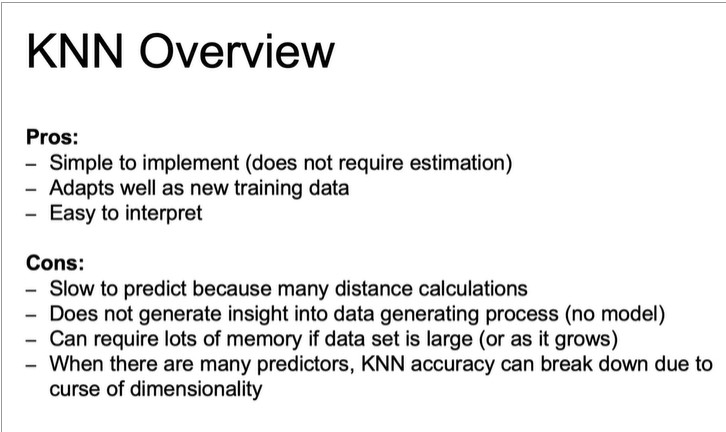 KNN Overview
Pros:
– Simple to implement (does not require estimation)
– Adapts well as new training data
– Easy to interpret
Cons:
– Slow to predict because many distance calculations
– Does not generate insight into data generating process (no model)
– Can require lots of memory if data set is large (or as it grows)
– When there are many predictors, KNN accuracy can break down due to
curse of dimensionality